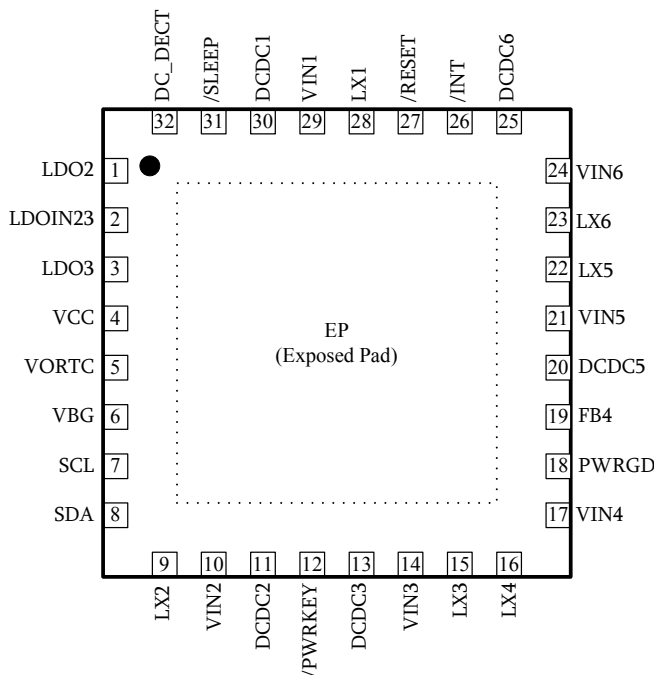 DC_DECT /SLEEP DCDC1 VIN1 LX1 /RESET /INT DCDC6
32 31 30 29 28 27 26 25
LDO2 1 24 VIN6
LDOIN23 2 23 LX6
LDO3 3 22 LX5
VCC 4 21 VIN5
EP
(Exposed Pad)
VORTC 5 20 DCDC5
VBG 6 19 FB4
SCL 7 18 PWRGD
SDA 8 17 VIN4
9 10 11 12 13 14 15 16
LX2 VIN2 DCDC2 /PWRKEY DCDC3 VIN3 LX3 LX4